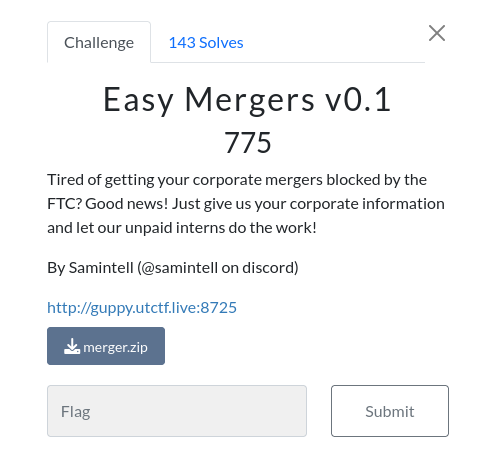 Challenge
143 Solves
Easy Mergers v0.1
775
Tired of getting your corporate mergers blocked by the
FTC? Good news! Just give us your corporate information
and let our unpaid interns do the work!
By Samintell (@samintell on discord)
http://guppy.utctf.live:8725
merger.zip
Flag
Submit